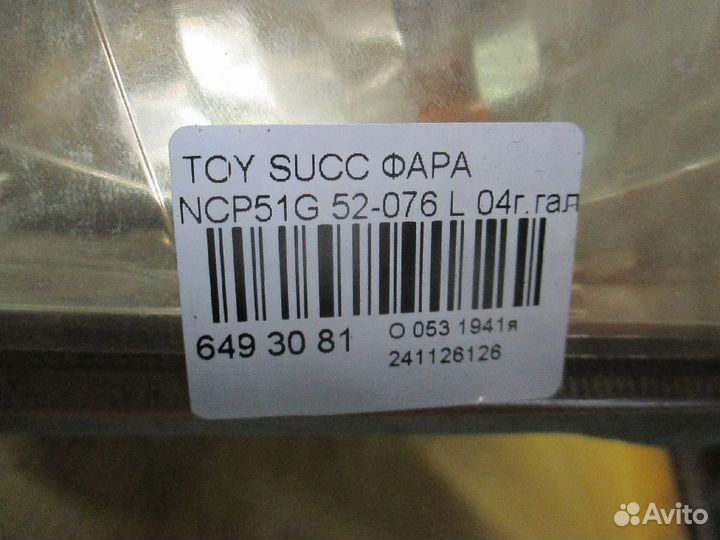 TOY SUCC ФАРА
NCP51G 52-076 L 04г.гал
649 30 81
О 053 1941я
241126126
Avito